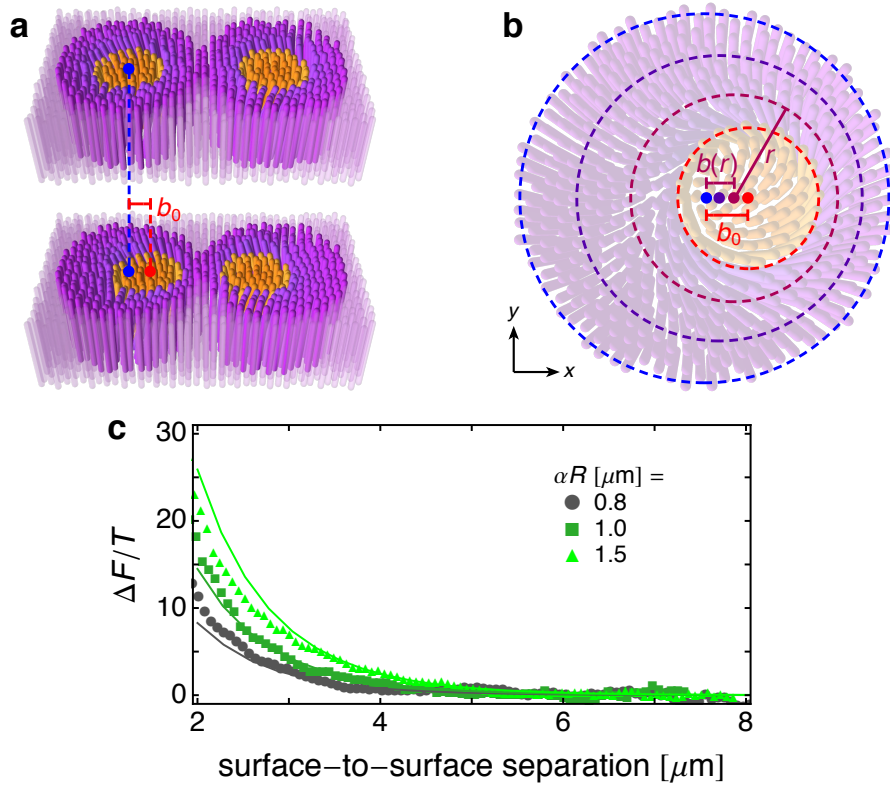 a
b₀
b
b(r)
r
b₀
y
x
c
30
20
10
0
ΔF/T
αR [μm] =
0.8
1.0
1.5
2
4
6
8
surface−to−surface separation [μm]